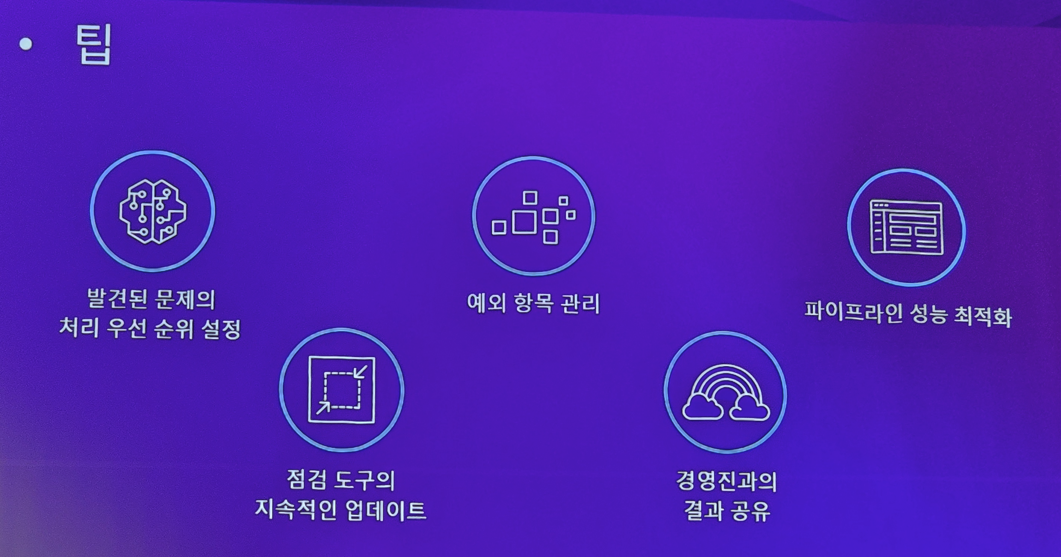 • 팁
발견된 문제의
처리 우선 순위 설정
예외 항목 관리
파이프라인 성능 최적화
점검 도구의
지속적인 업데이트
경영진과의
결과 공유